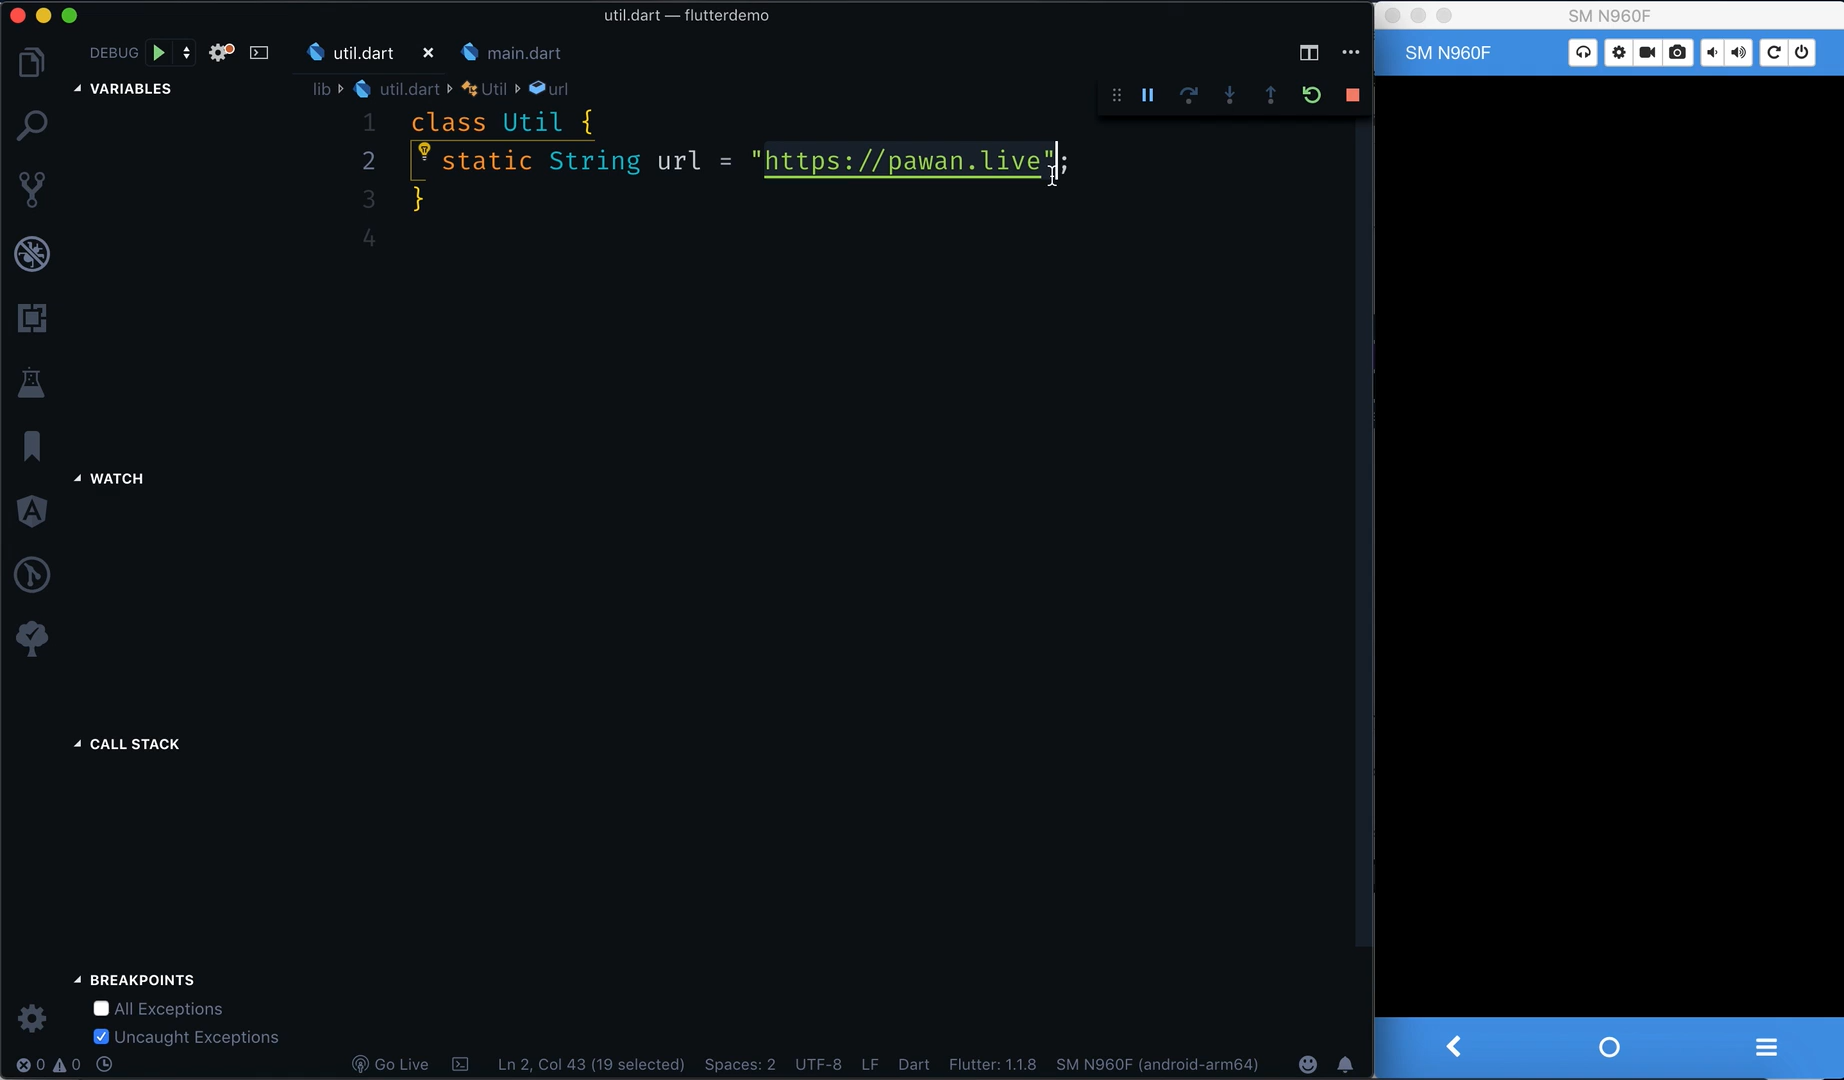 util.dart — flutterdemo
SM N960F
DEBUG
util.dart
main.dart
SM N960F
VARIABLES
lib util.dart Util url
1 class Util {
2 static String url = "https://pawan.live";
3 }
4
WATCH
CALL STACK
BREAKPOINTS
All Exceptions
Uncaught Exceptions
0 0 Go Live Ln 2, Col 43 (19 selected) Spaces: 2 UTF-8 LF Dart Flutter: 1.1.8 SM N960F (android-arm64)